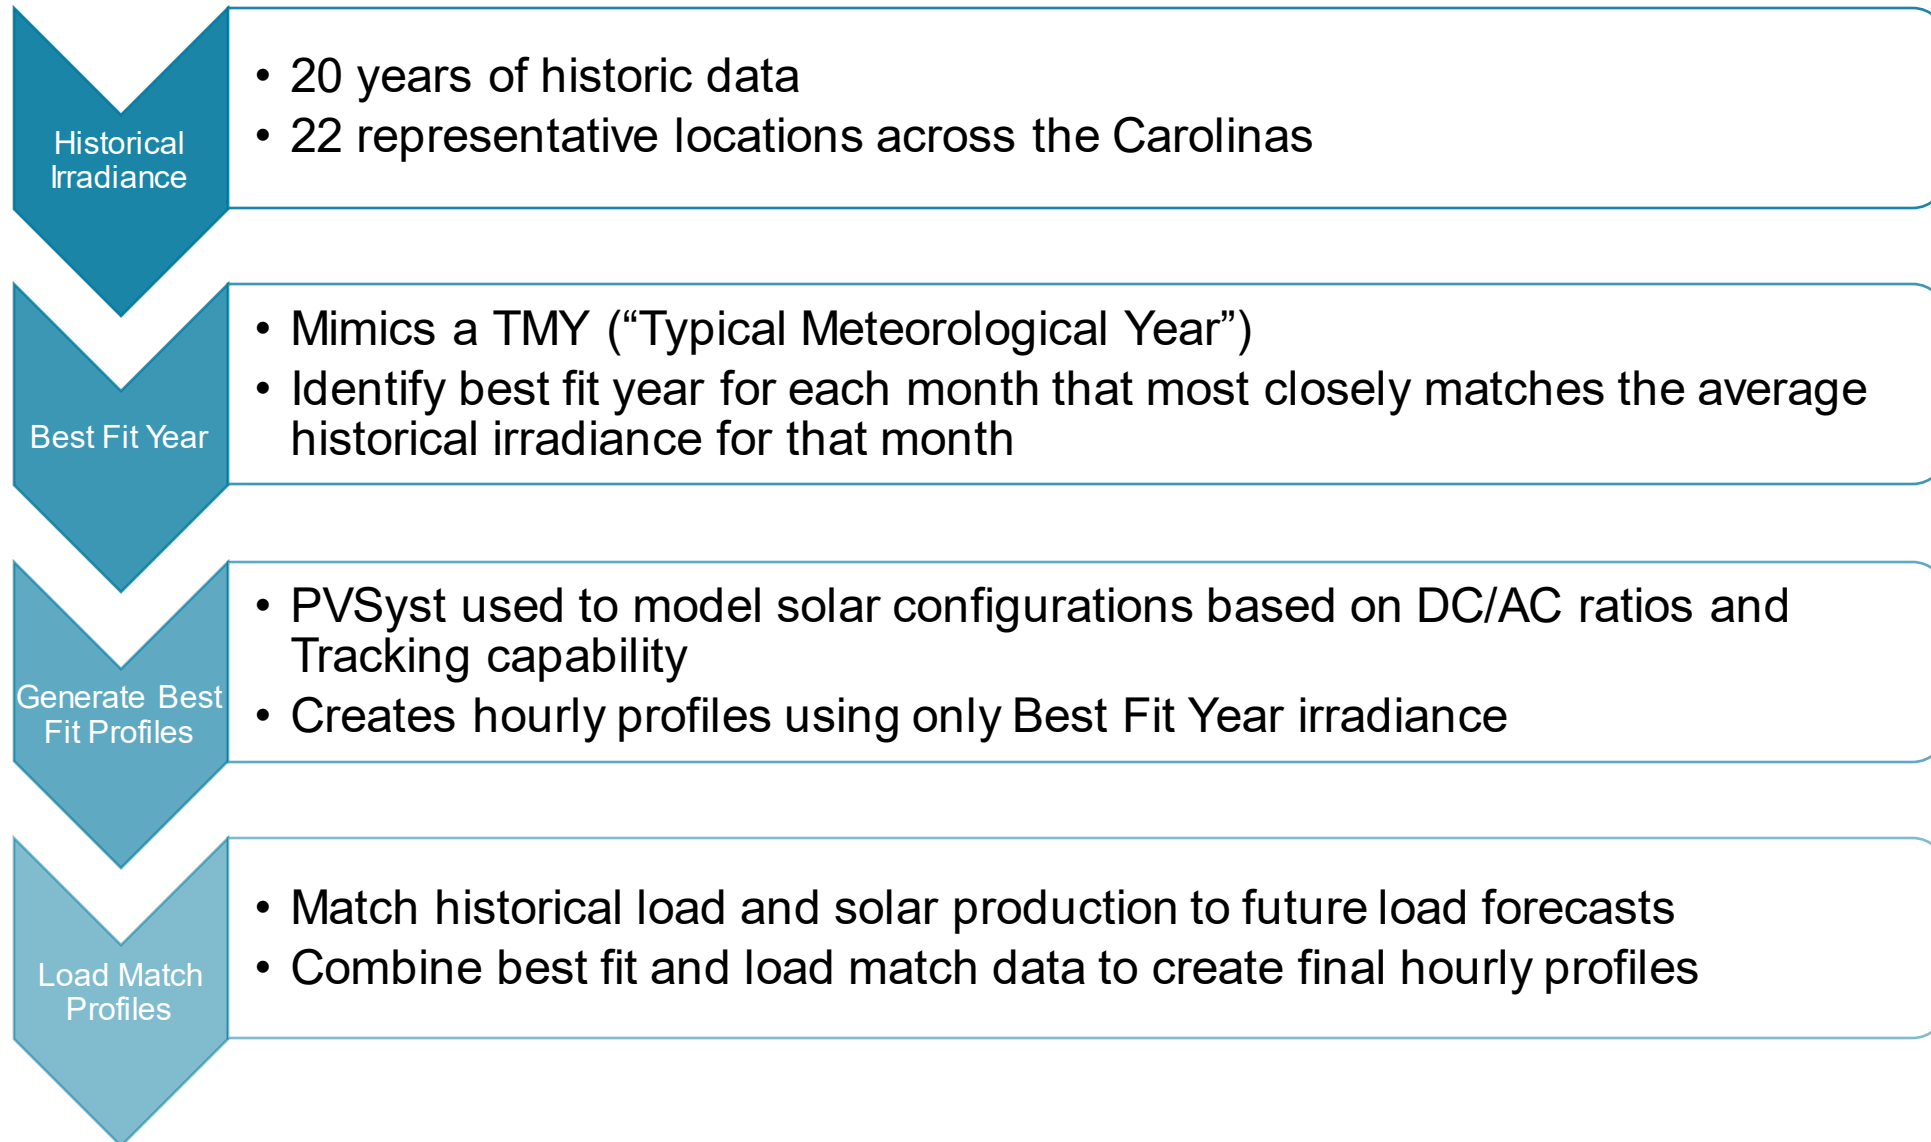 Historical
Irradiance
• 20 years of historic data
• 22 representative locations across the Carolinas
Best Fit Year
• Mimics a TMY (“Typical Meteorological Year”)
• Identify best fit year for each month that most closely matches the average
historical irradiance for that month
Generate Best
Fit Profiles
• PVSyst used to model solar configurations based on DC/AC ratios and
Tracking capability
• Creates hourly profiles using only Best Fit Year irradiance
Load Match
Profiles
• Match historical load and solar production to future load forecasts
• Combine best fit and load match data to create final hourly profiles